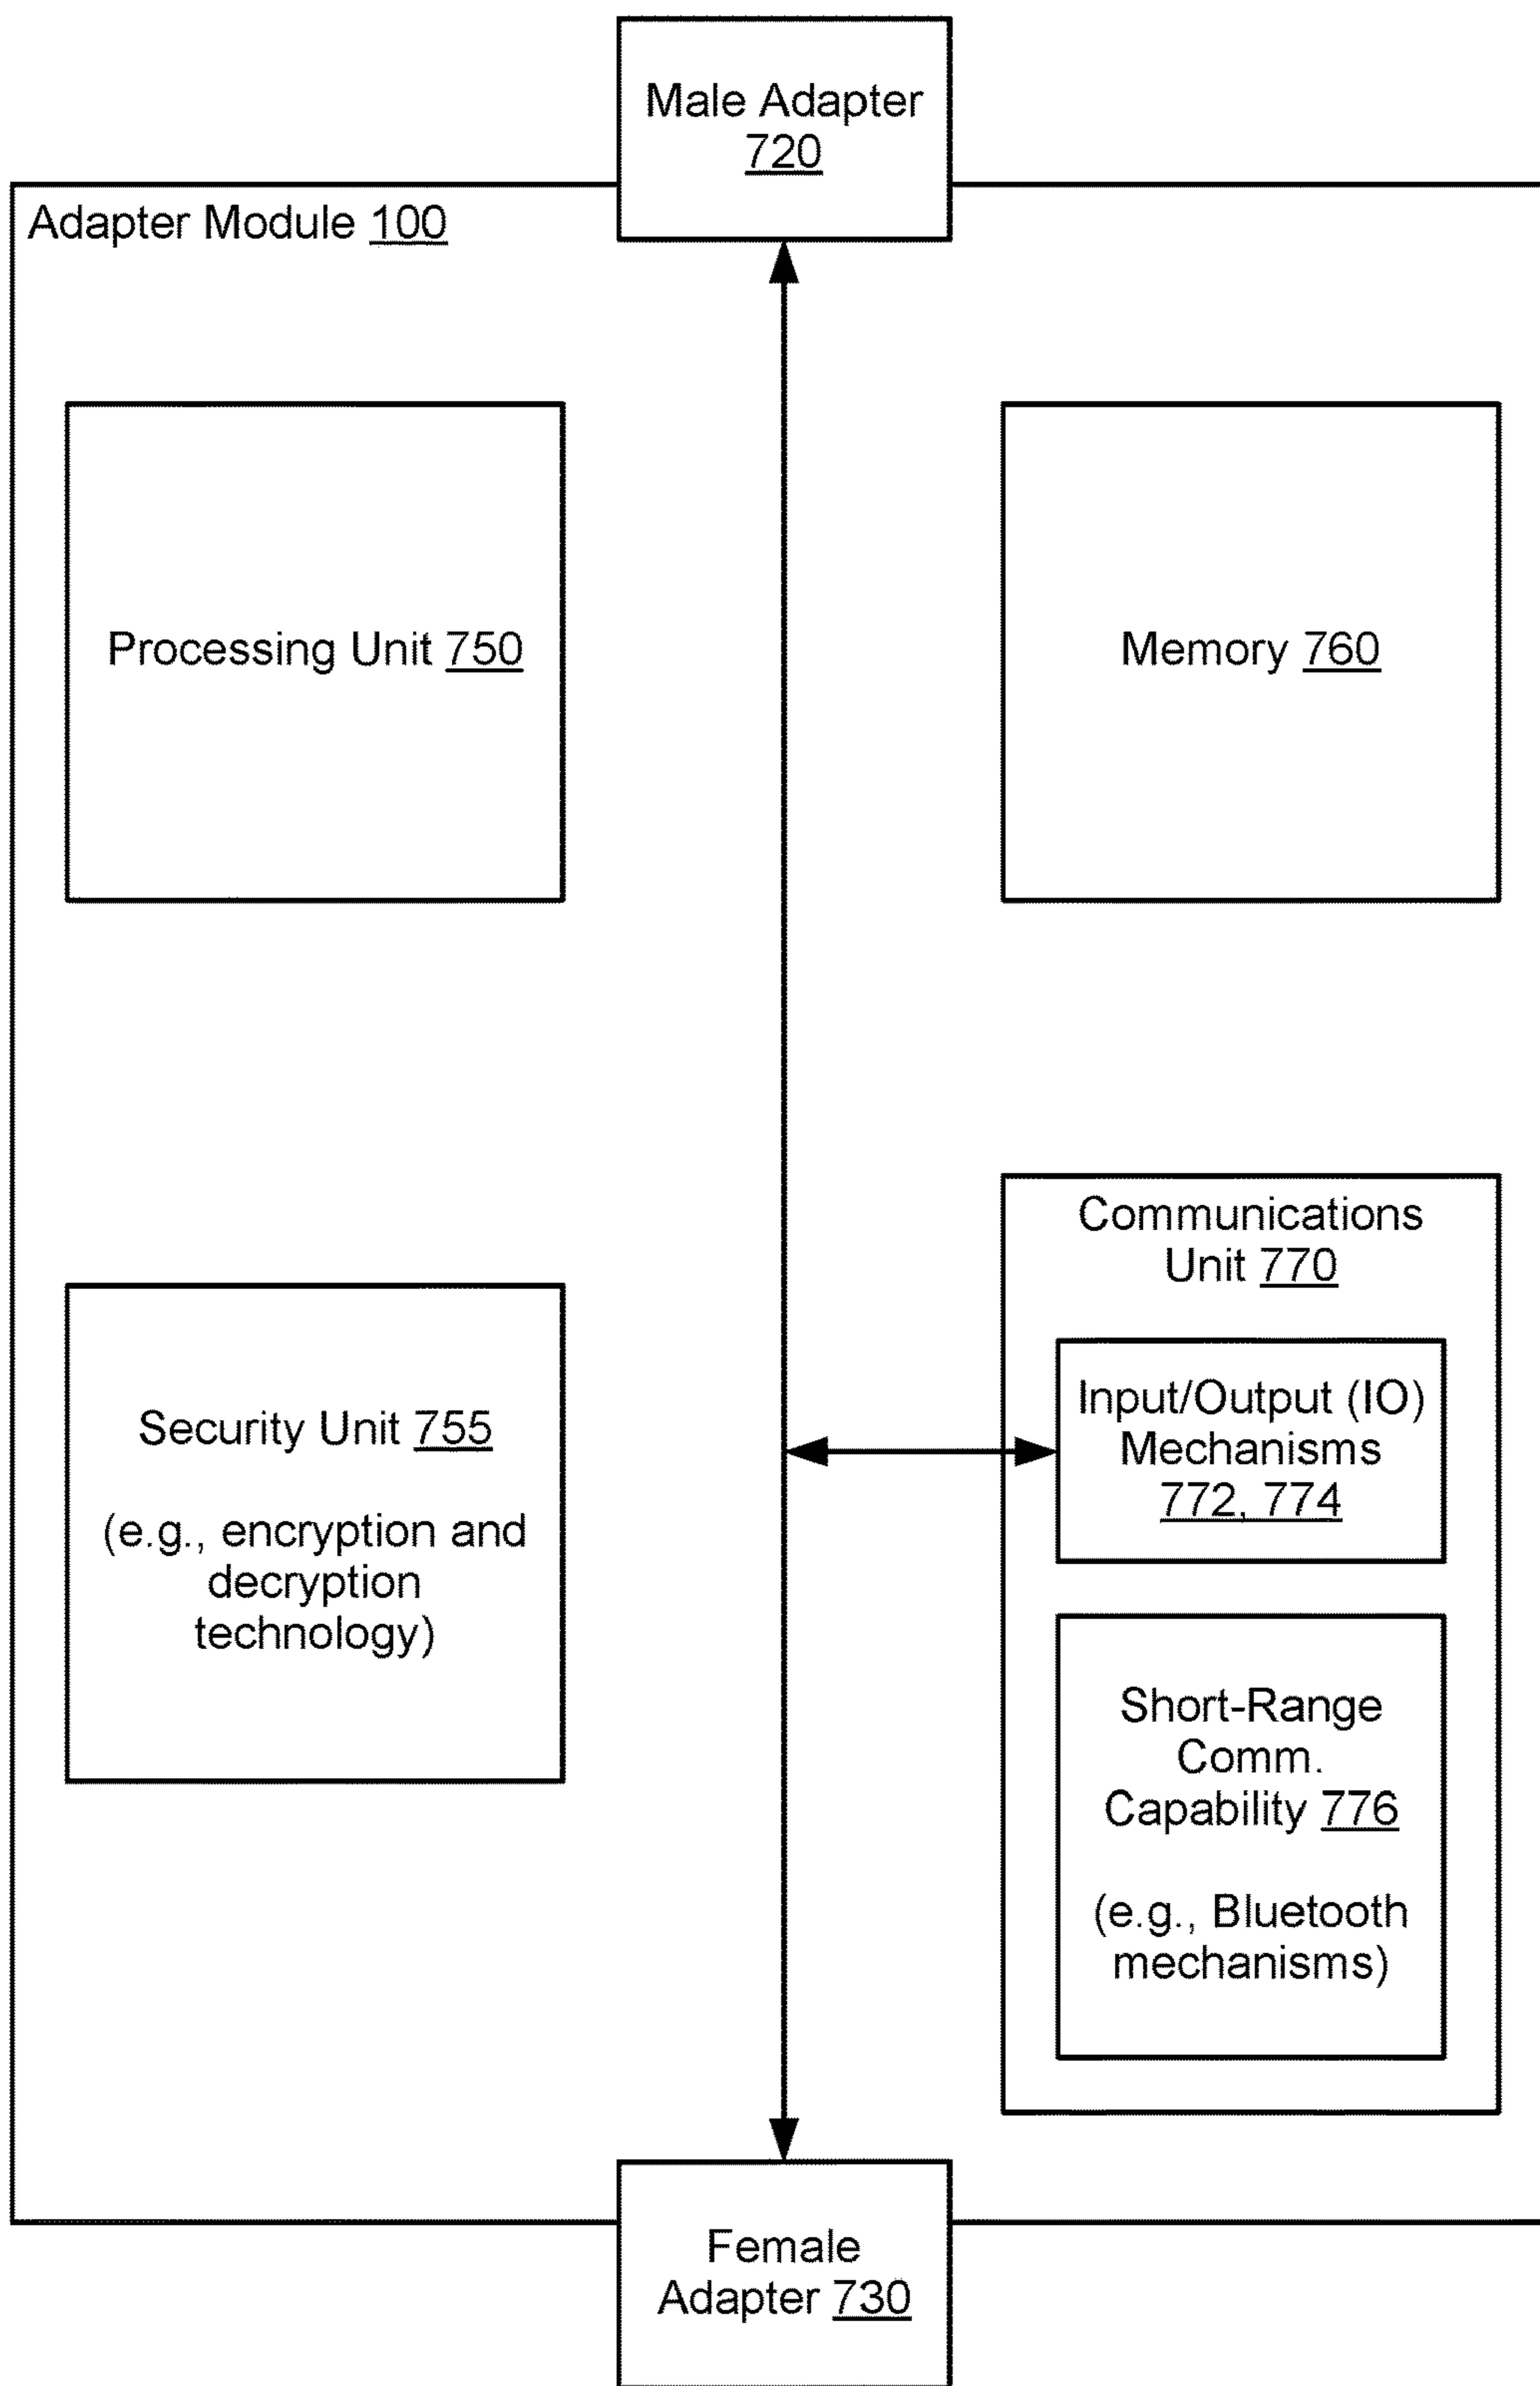 Male Adapter
720
Adapter Module 100
Processing Unit 750
Memory 760
Communications
Unit 770
Input/Output (IO)
Mechanisms
772, 774
Security Unit 755
(e.g., encryption and
decryption
technology)
Short-Range
Comm.
Capability 776
(e.g., Bluetooth
mechanisms)
Female
Adapter 730